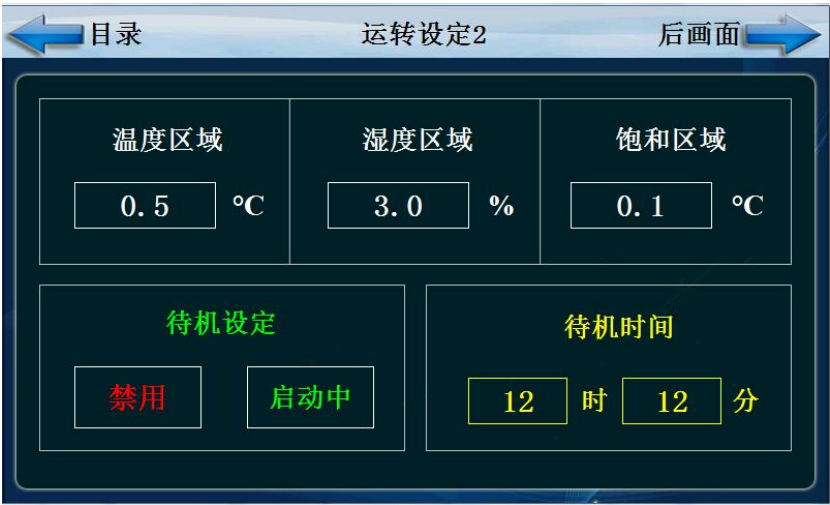 目录 运转设定2 后画面
温度区域 湿度区域 饱和区域
0.5 °C 3.0 % 0.1 °C
待机设定 待机时间
禁用 启动中 12 时 12 分